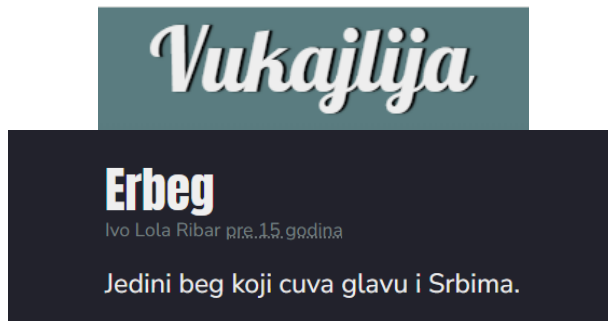 Vukajlija
Erbeg
Ivo Lola Ribar pre 15 godina
Jedini beg koji cuva glavu i Srbima.